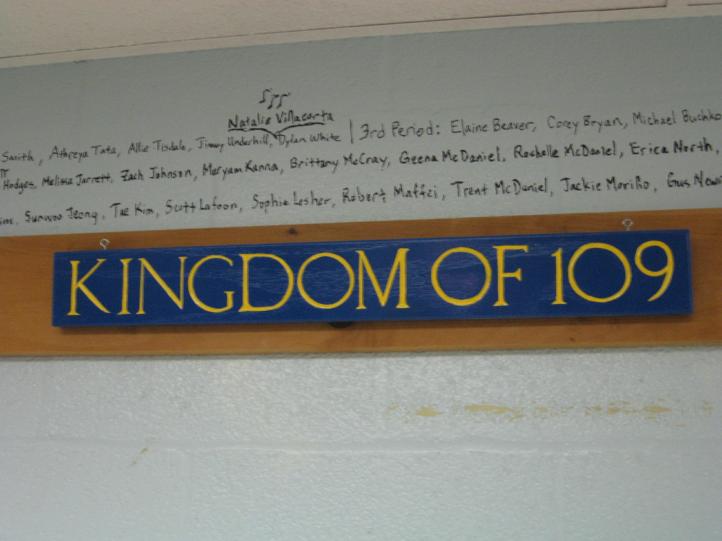 Natalie Villacorta
Smith, Athreya Tata, Allie Tisdale, Jimmy Underhill, Dylan White | 3rd Period: Elaine Beaver, Corey Bryan, Michael Buchko
Hodges, Melissa Jarrett, Zach Johnson, Maryam Kanna, Brittany McCray, Geena McDaniel, Rochelle McDaniel, Erica North,
Sunwoo Jeong, Tae Kim, Scott Lafoon, Sophie Lesher, Robert Maffei, Trent McDaniel, Jackie Moriño, Gus
KINGDOM OF 109